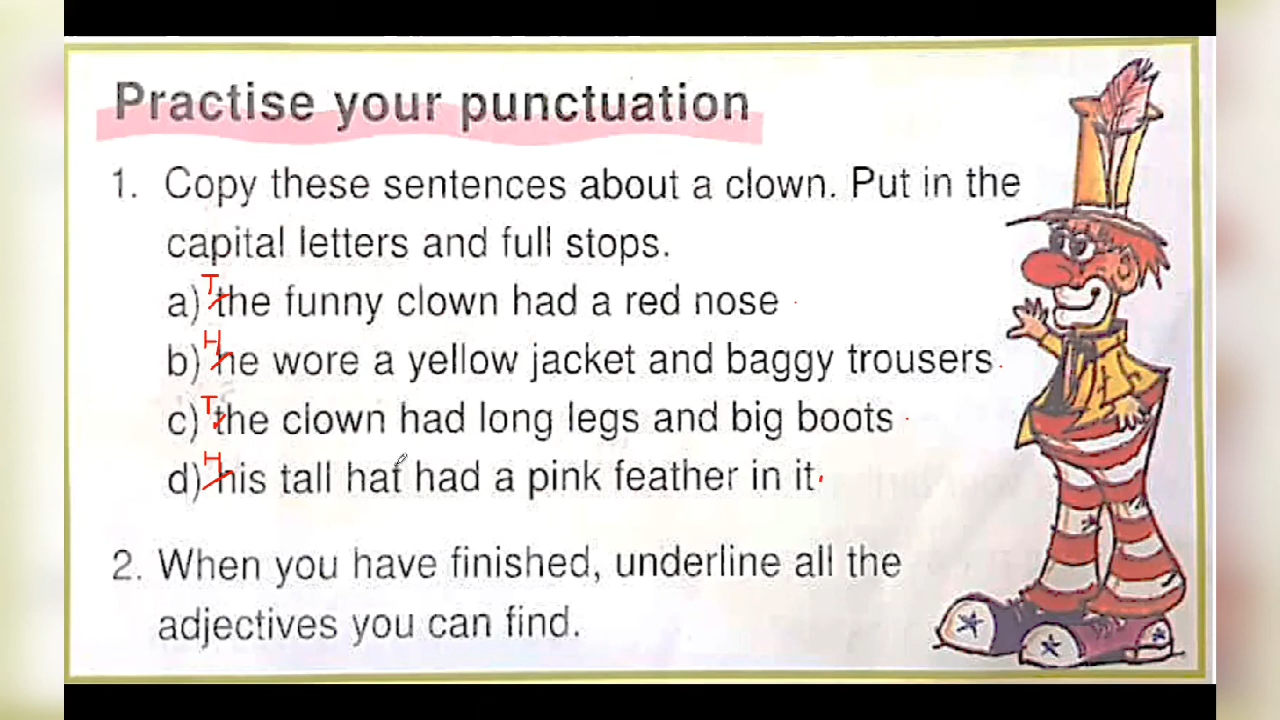 Practise your punctuation
1. Copy these sentences about a clown. Put in the
capital letters and full stops.
a) T the funny clown had a red nose .
b) H he wore a yellow jacket and baggy trousers .
c) T the clown had long legs and big boots .
d) H his tall hat had a pink feather in it .
2. When you have finished, underline all the
adjectives you can find.